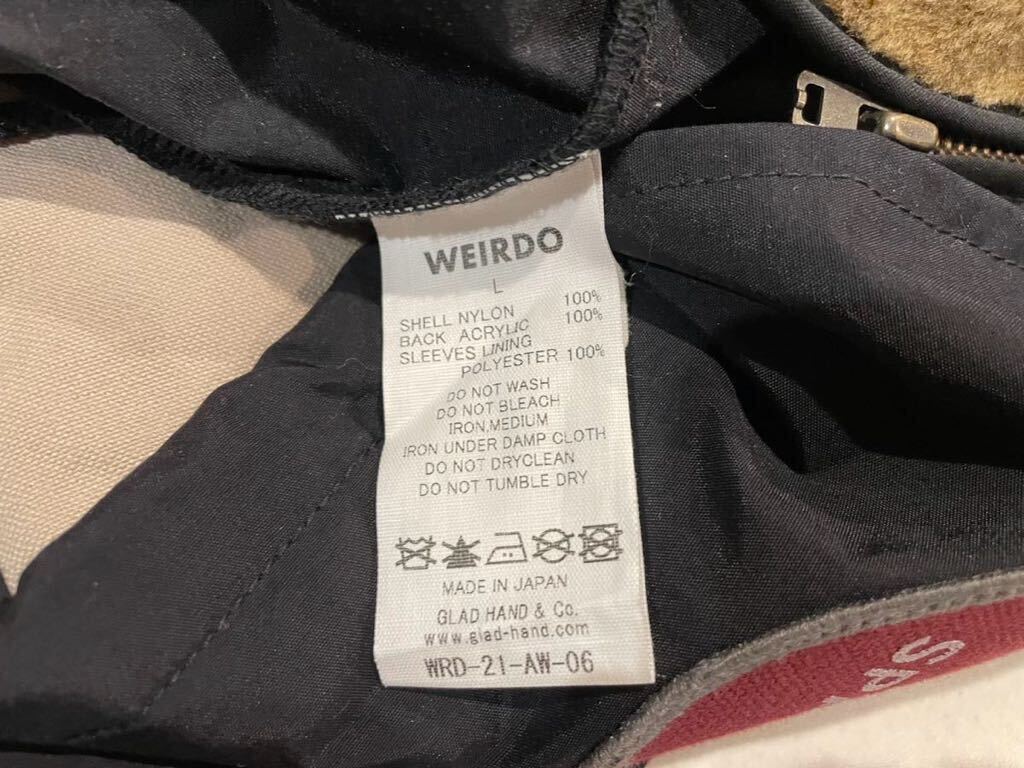 WEIRDO
L
SHELL NYLON 100%
BACK ACRYLIC 100%
SLEEVES LINING
POLYESTER 100%
DO NOT WASH
DO NOT BLEACH
IRON,MEDIUM
IRON UNDER DAMP CLOTH
DO NOT DRYCLEAN
DO NOT TUMBLE DRY
MADE IN JAPAN
GLAD HAND & Co.
www.glad-hand.com
WRD-21-AW-06
SP